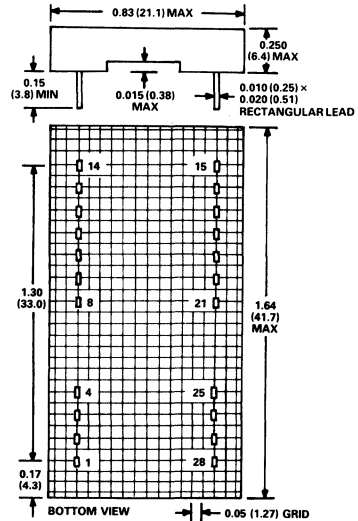 0.83 (21.1) MAX
0.250
(6.4) MAX
0.15
(3.8) MIN
0.015 (0.38)
MAX
0.010 (0.25) ×
0.020 (0.51)
RECTANGULAR LEAD
14
15
1.30
(33.0)
8
21
1.64
(41.7)
MAX
4
25
1
28
0.17
(4.3)
BOTTOM VIEW
0.05 (1.27) GRID